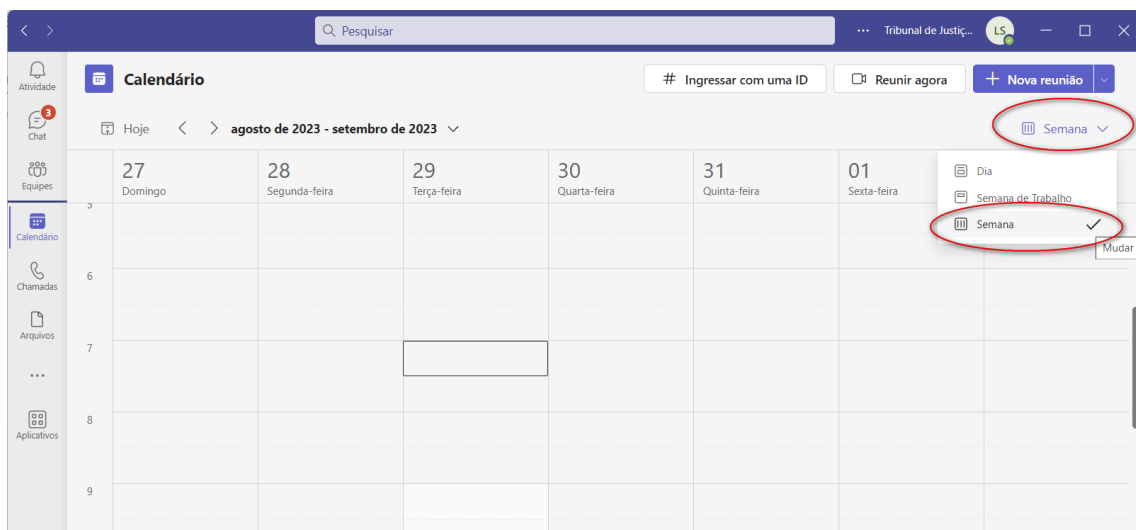 Pesquisar
... Tribunal de Justiç...
LS
Atividade
Calendário
# Ingressar com uma ID
Reunir agora
+ Nova reunião
3
Chat
Hoje
agosto de 2023 - setembro de 2023
Semana
Equipes
27
Domingo
28
Segunda-feira
29
Terça-feira
30
Quarta-feira
31
Quinta-feira
01
Sexta-feira
Dia
Semana de Trabalho
Semana
Mudar
Calendário
Chamadas
Arquivos
...
Aplicativos
5
6
7
8
9